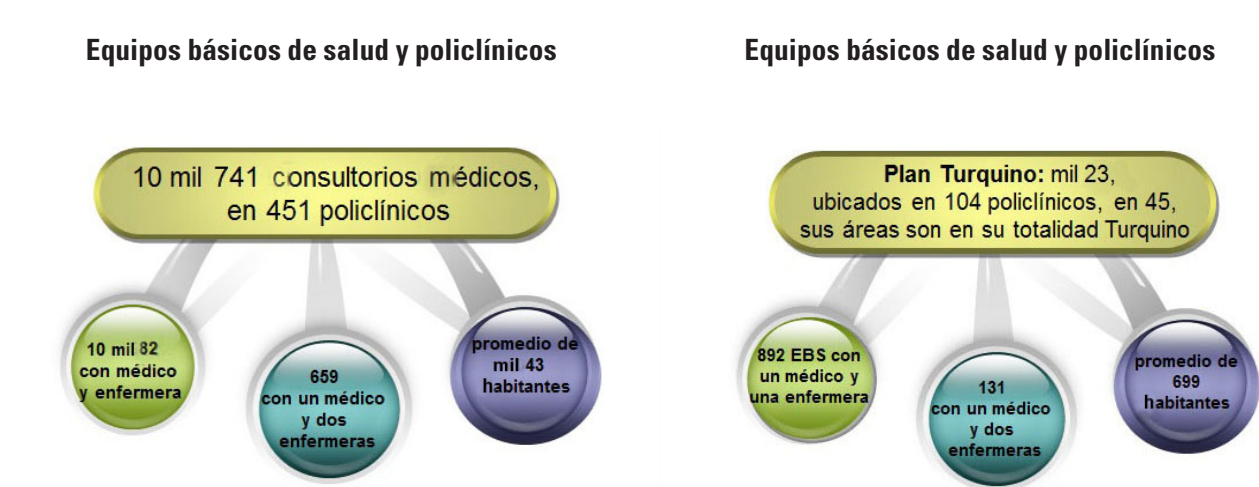 Equipos básicos de salud y policlínicos
10 mil 741 consultorios médicos,
en 451 policlínicos
10 mil 82
con médico
y enfermera
659
con un médico
y dos
enfermeras
promedio de
mil 43
habitantes
Equipos básicos de salud y policlínicos
Plan Turquino: mil 23,
ubicados en 104 policlínicos, en 45,
sus áreas son en su totalidad Turquino
892 EBS con
un médico y
una enfermera
131
con un médico
y dos
enfermeras
promedio de
699
habitantes